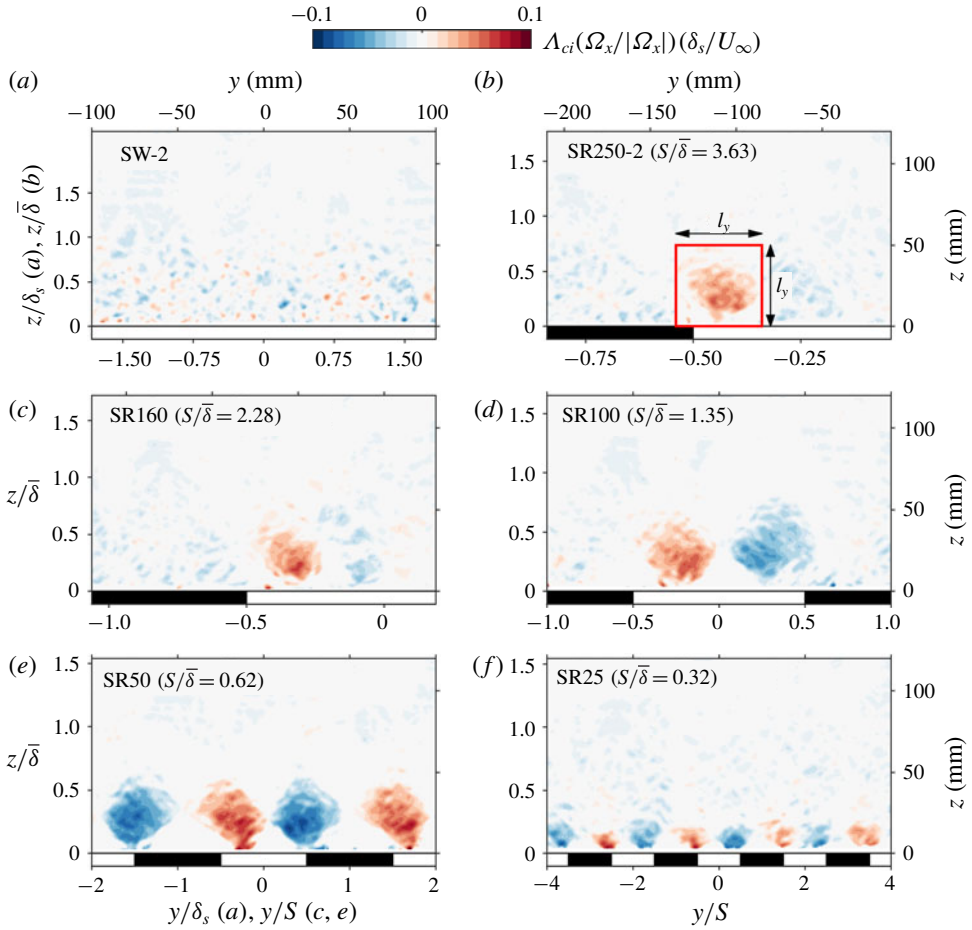 −0.1 0 0.1
Λci(Ωx/|Ωx|)(δs/U∞)
(a) y (mm) (b) y (mm)
−100 −50 0 50 100 −200 −150 −100 −50
SW-2 SR250-2 (S/δ̅ = 3.63)
z/δs (a), z/δ̅ (b)
1.5 1.0 0.5 0
ly
ly
1.5 1.0 0.5 0
100 50 0
z (mm)
−1.50 −0.75 0 0.75 1.50 −0.75 −0.50 −0.25
(c) SR160 (S/δ̅ = 2.28) (d) SR100 (S/δ̅ = 1.35)
z/δ̅
1.5 1.0 0.5 0
1.5 1.0 0.5 0
100 50 0
z (mm)
−1.0 −0.5 0 −1.0 −0.5 0 0.5 1.0
(e) SR50 (S/δ̅ = 0.62) (f) SR25 (S/δ̅ = 0.32)
z/δ̅
1.5 1.0 0.5 0
1.5 1.0 0.5 0
100 50 0
z (mm)
−2 −1 0 1 2 −4 −2 0 2 4
y/δs (a), y/S (c, e) y/S